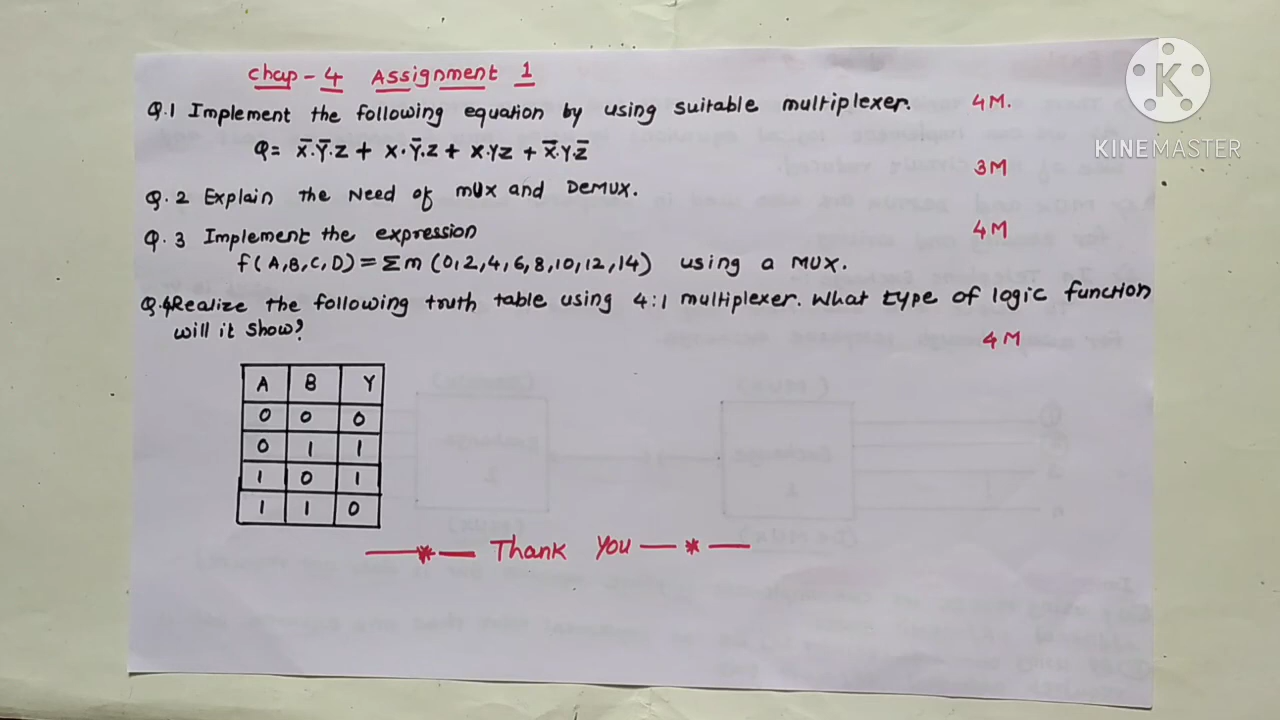 Chap-4 Assignment 1
Q.1 Implement the following equation by using suitable multiplexer. 4M.
Q = X̅.Y̅.Z + X.Y̅.Z + X.YZ + X̅.Y.Z̅
Q.2 Explain the Need of MUX and DeMUX. 3M
Q.3 Implement the expression 4M
f(A,B,C,D) = Σm (0,2,4,6,8,10,12,14) using a MUX.
Q.4 Realize the following truth table using 4:1 multiplexer. What type of logic function
will it show? 4M
A B Y
0 0 0
0 1 1
1 0 1
1 1 0
—*— Thank You —*—
K
KINEMASTER